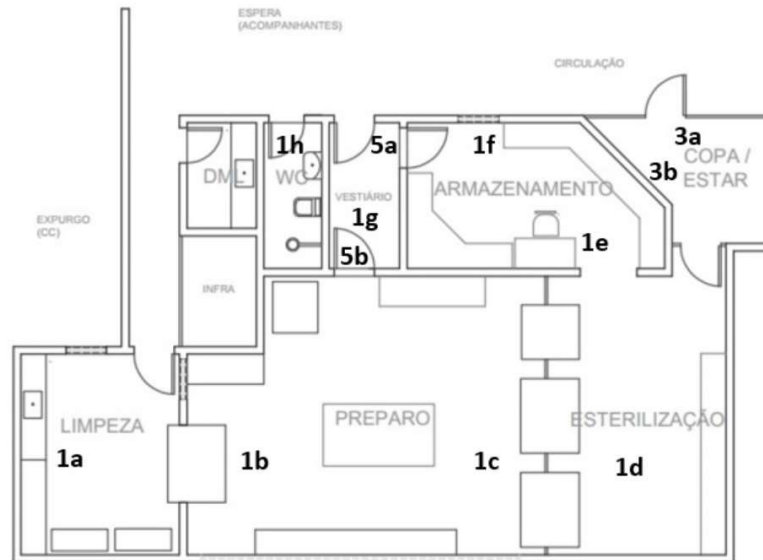 ESPERA
(ACOMPANHANTES)
CIRCULAÇÃO
3a
COPA /
ESTAR
3b
1h
WC
5a
1f
DML
ARMAZENAMENTO
VESTIÁRIO
1g
5b
1e
EXPURGO
(CC)
INFRA
LIMPEZA
1a
1b
PREPARO
1c
ESTERILIZAÇÃO
1d